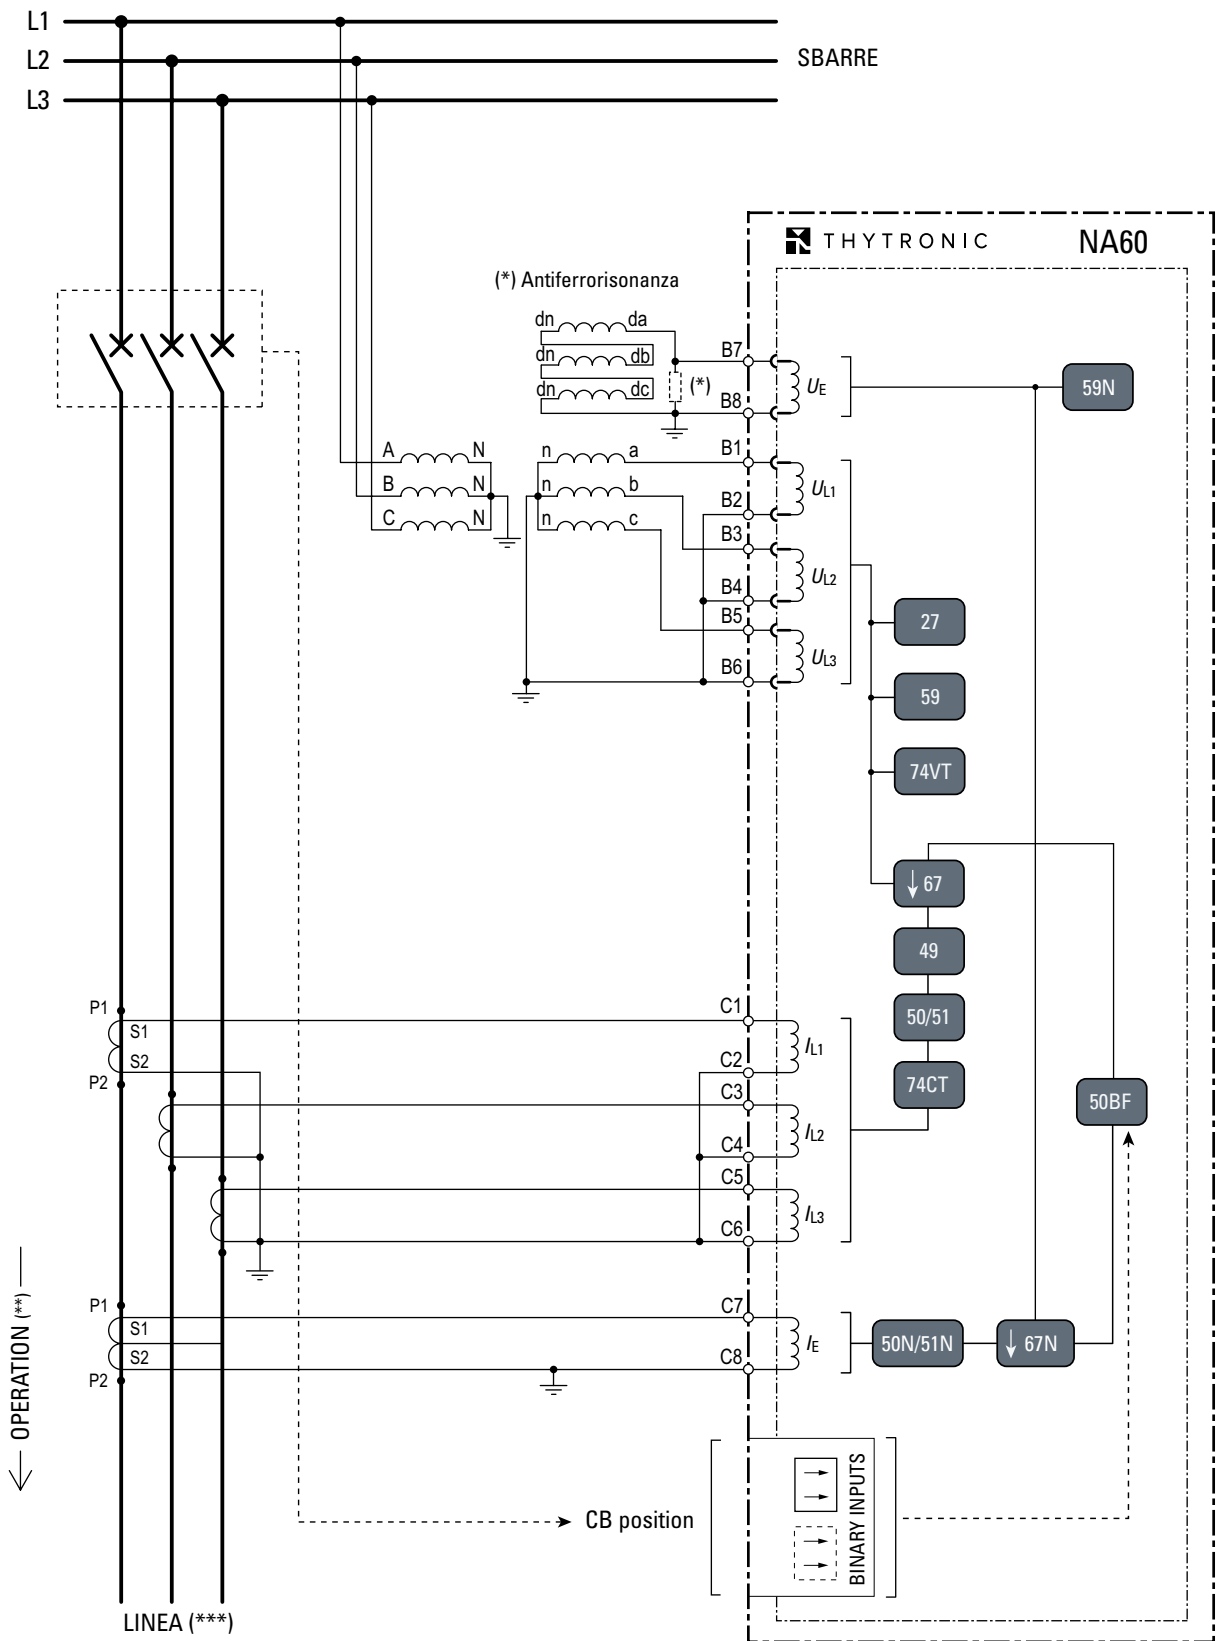 L1
L2
SBARRE
L3
THYTRONIC
NA60
(*) Antiferrorisonanza
dn
da
dn
db
dn
dc
(*)
B7
B8
UE
59N
A
N
B
N
C
N
n
a
n
b
n
c
B1
B2
B3
B4
B5
B6
UL1
UL2
UL3
27
59
74VT
↓ 67
49
50/51
74CT
50BF
P1
S1
S2
P2
C1
C2
C3
C4
C5
C6
IL1
IL2
IL3
P1
S1
S2
P2
C7
C8
IE
50N/51N
↓ 67N
← OPERATION (**) —
CB position
BINARY INPUTS
LINEA (***)